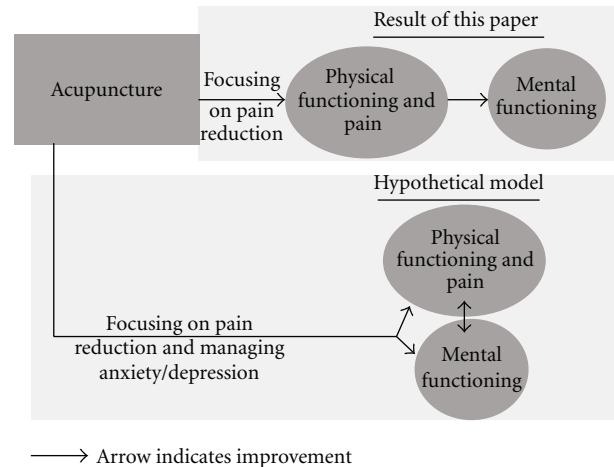 Result of this paper
Acupuncture
Focusing
on pain
reduction
Physical
functioning and
pain
Mental
functioning
Hypothetical model
Physical
functioning and
pain
Focusing on pain
reduction and managing
anxiety/depression
Mental
functioning
Arrow indicates improvement